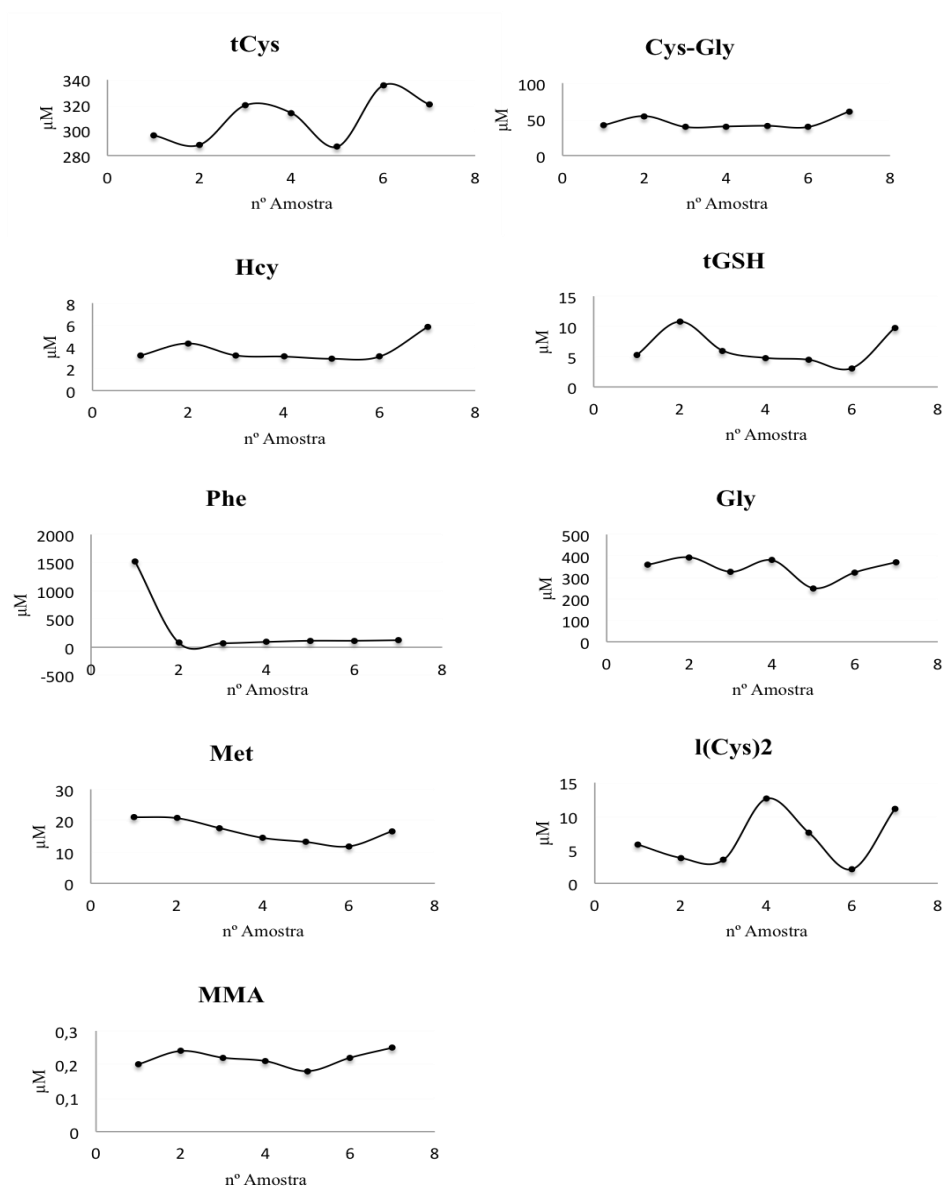 tCys
340
320
300
280
µM
0 2 4 6 8
nº Amostra
Cys-Gly
100
50
0
µM
0 2 4 6 8
nº Amostra
Hcy
8
6
4
2
0
µM
0 2 4 6 8
nº Amostra
tGSH
15
10
5
0
µM
0 2 4 6 8
nº Amostra
Phe
2000
1500
1000
500
0
-500
µM
0 2 4 6 8
nº Amostra
Gly
500
400
300
200
100
0
µM
0 2 4 6 8
nº Amostra
Met
30
20
10
0
µM
0 2 4 6 8
nº Amostra
l(Cys)2
15
10
5
0
µM
0 2 4 6 8
nº Amostra
MMA
0,3
0,2
0,1
0
µM
0 2 4 6 8
nº Amostra